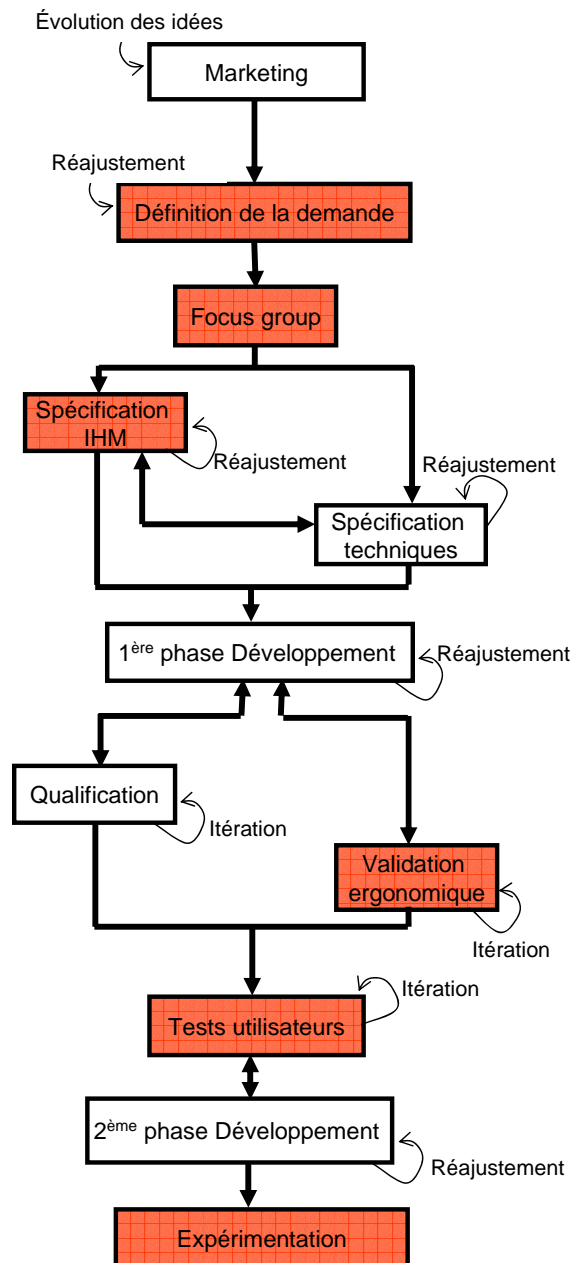 Évolution des idées
Marketing
Réajustement
Définition de la demande
Focus group
Spécification
IHM
Réajustement
Réajustement
Spécification
techniques
1ère phase Développement
Réajustement
Qualification
Itération
Validation
ergonomique
Itération
Itération
Tests utilisateurs
2ème phase Développement
Réajustement
Expérimentation